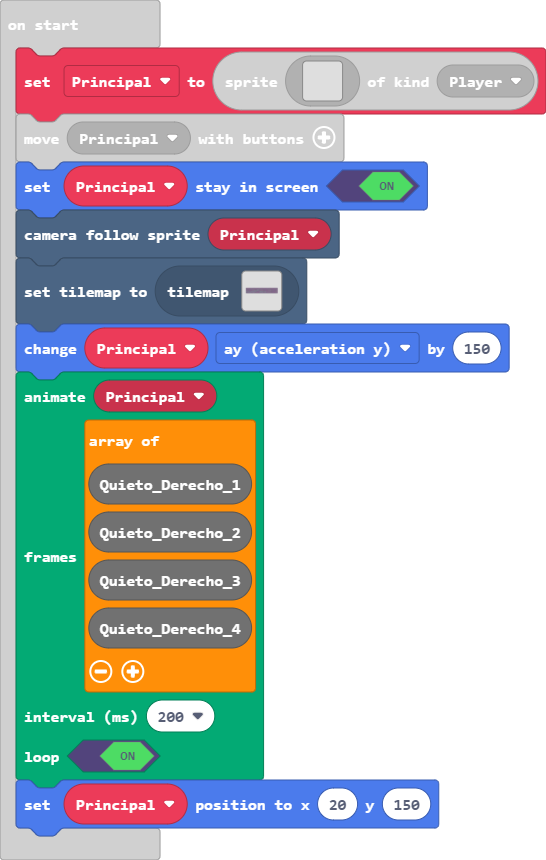 on start
set Principal to sprite of kind Player
move Principal with buttons
set Principal stay in screen ON
camera follow sprite Principal
set tilemap to tilemap
change Principal ay (acceleration y) by 150
animate Principal
array of
Quieto_Derecho_1
Quieto_Derecho_2
frames
Quieto_Derecho_3
Quieto_Derecho_4
interval (ms) 200
loop ON
set Principal position to x 20 y 150